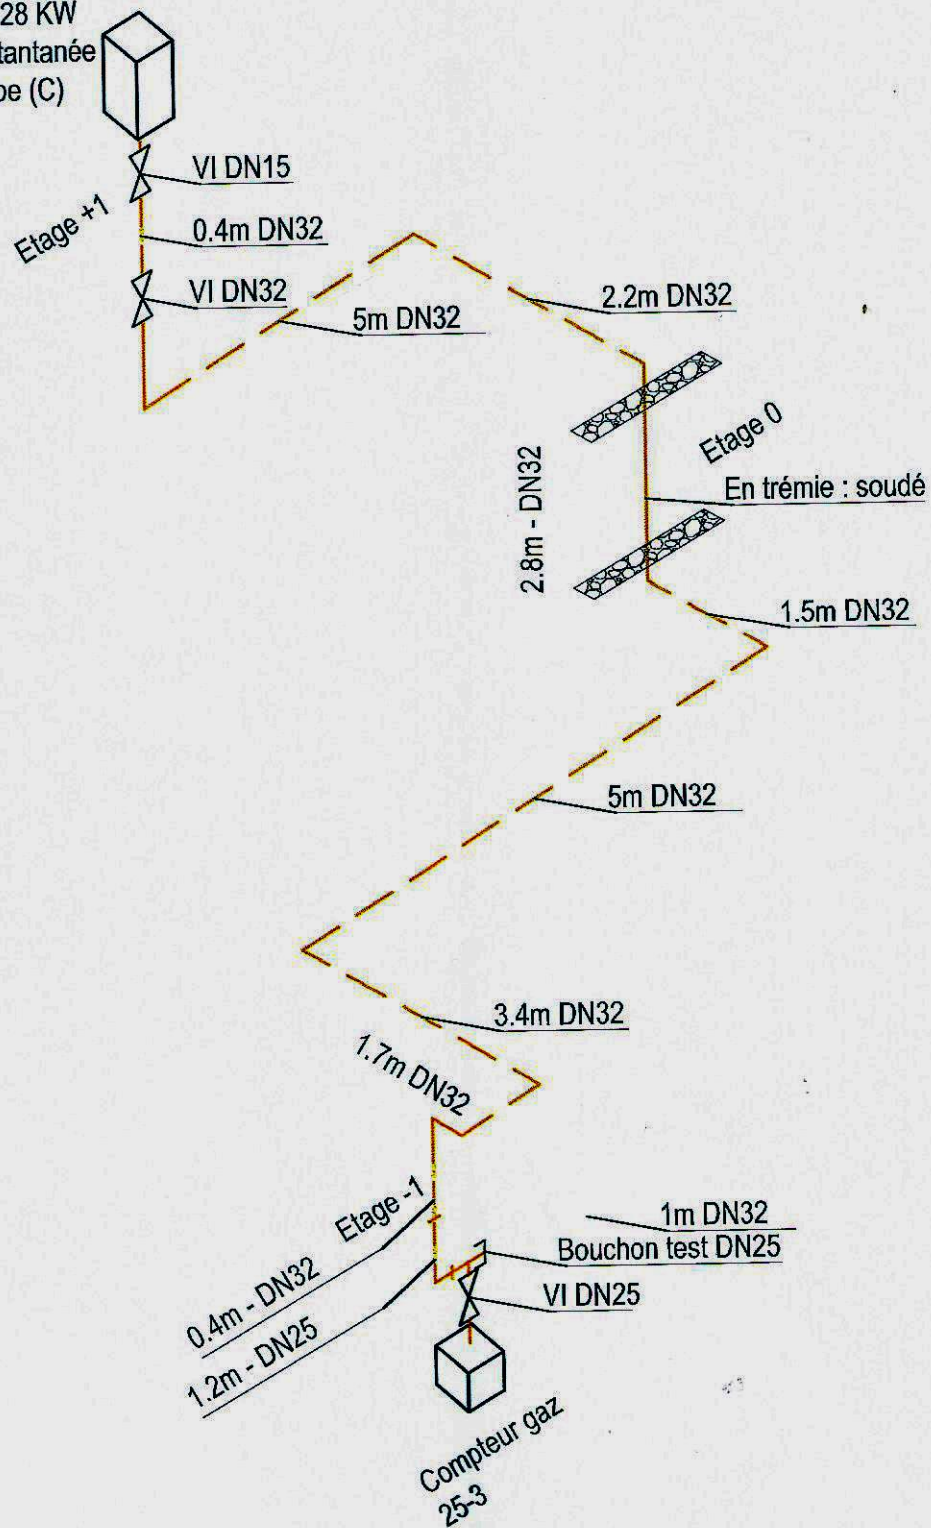 28 KW
tantanée
pe (C)
VI DN15
Etage +1
0.4m DN32
VI DN32
5m DN32
2.2m DN32
Etage 0
2.8m - DN32
En trémie : soudé
1.5m DN32
5m DN32
3.4m DN32
1.7m DN32
Etage -1
1m DN32
Bouchon test DN25
0.4m - DN32
VI DN25
1.2m - DN25
Compteur gaz
25-3